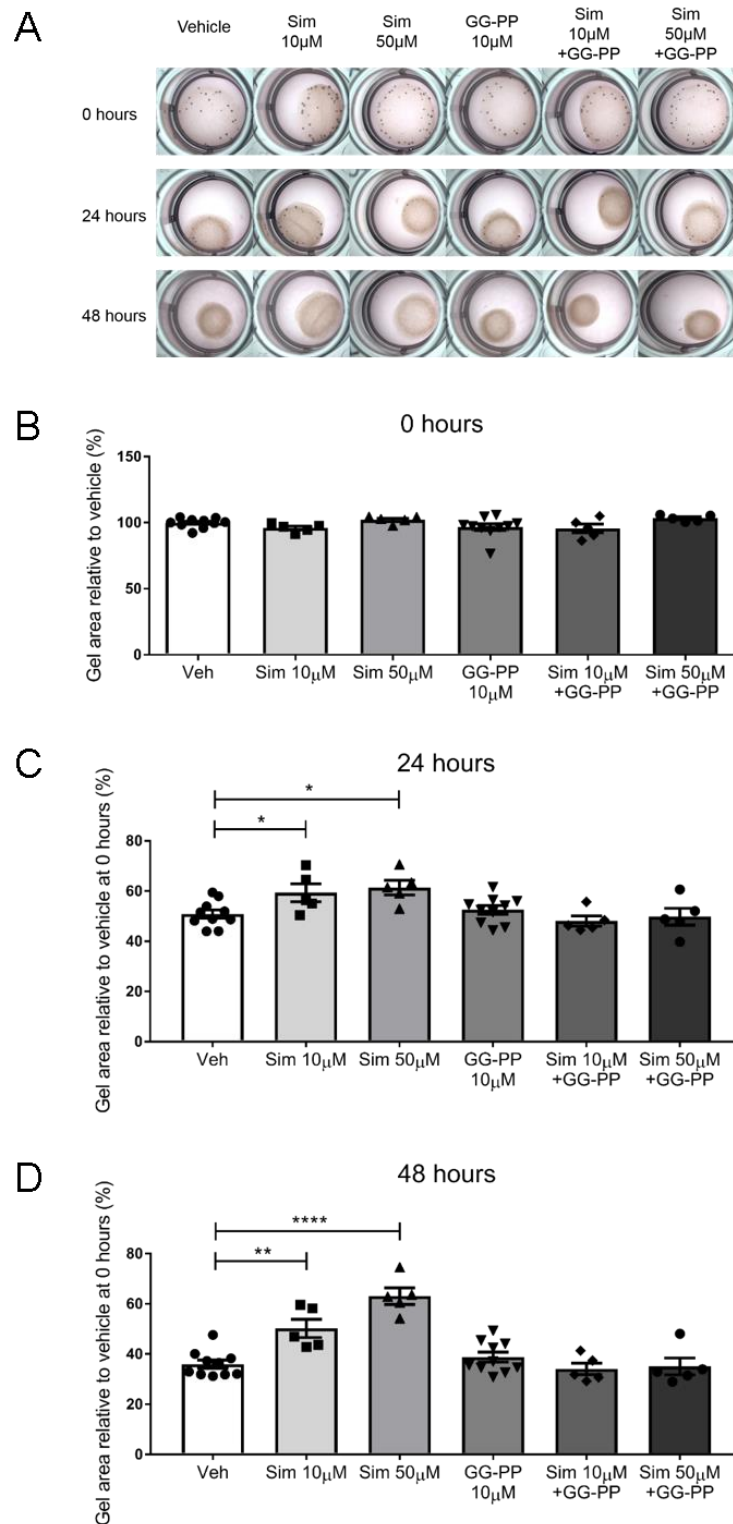 A
Vehicle
Sim
10µM
Sim
50µM
GG-PP
10µM
Sim
10µM
+GG-PP
Sim
50µM
+GG-PP
0 hours
24 hours
48 hours
B
0 hours
Gel area relative to vehicle (%)
150
100
50
0
Veh
Sim 10µM
Sim 50µM
GG-PP
10µM
Sim 10µM
+GG-PP
Sim 50µM
+GG-PP
C
24 hours
Gel area relative to vehicle at 0 hours (%)
*
*
80
60
40
20
0
Veh
Sim 10µM
Sim 50µM
GG-PP
10µM
Sim 10µM
+GG-PP
Sim 50µM
+GG-PP
D
48 hours
Gel area relative to vehicle at 0 hours (%)
****
**
80
60
40
20
0
Veh
Sim 10µM
Sim 50µM
GG-PP
10µM
Sim 10µM
+GG-PP
Sim 50µM
+GG-PP